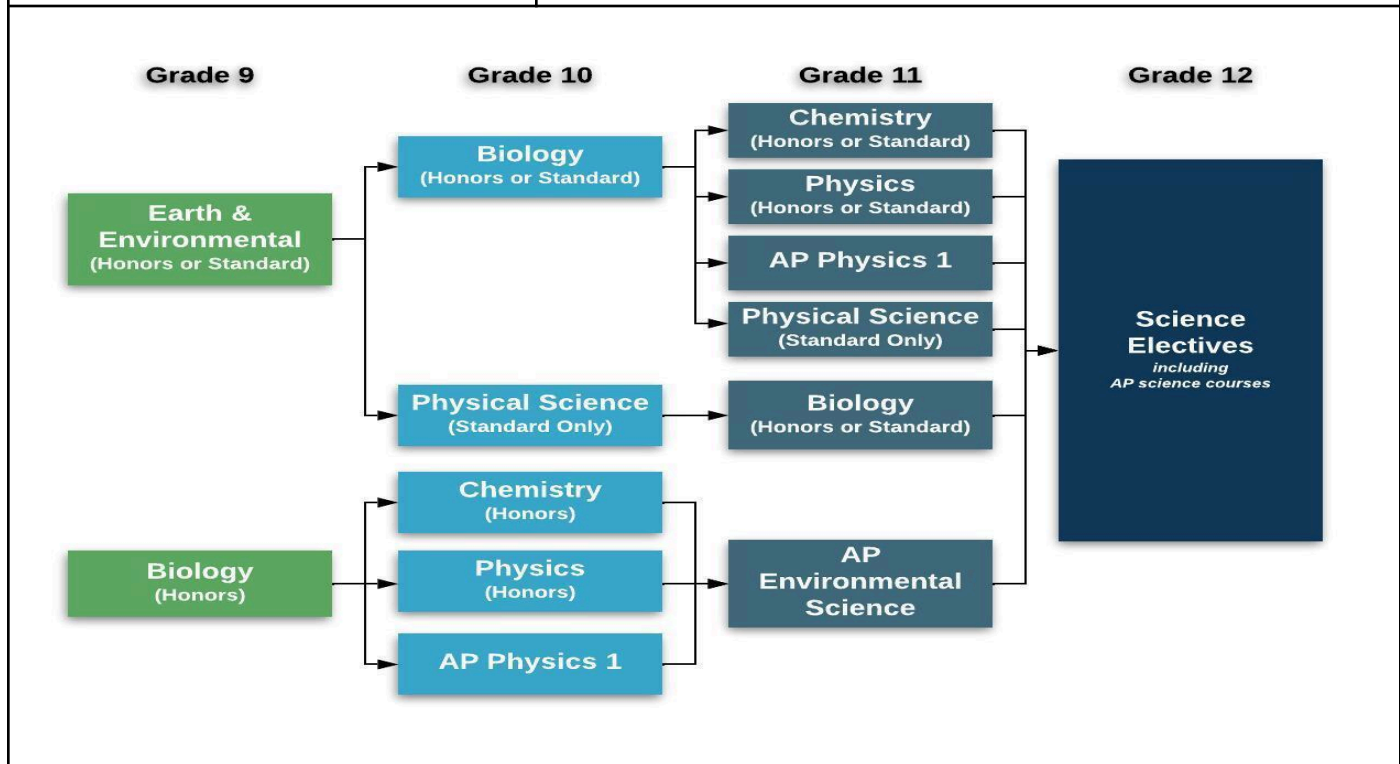 Grade 9
Grade 10
Grade 11
Grade 12
Earth &
Environmental
(Honors or Standard)
Biology
(Honors)
Biology
(Honors or Standard)
Physical Science
(Standard Only)
Chemistry
(Honors)
Physics
(Honors)
AP Physics 1
Chemistry
(Honors or Standard)
Physics
(Honors or Standard)
AP Physics 1
Physical Science
(Standard Only)
Biology
(Honors or Standard)
AP
Environmental
Science
Science
Electives
including
AP science courses